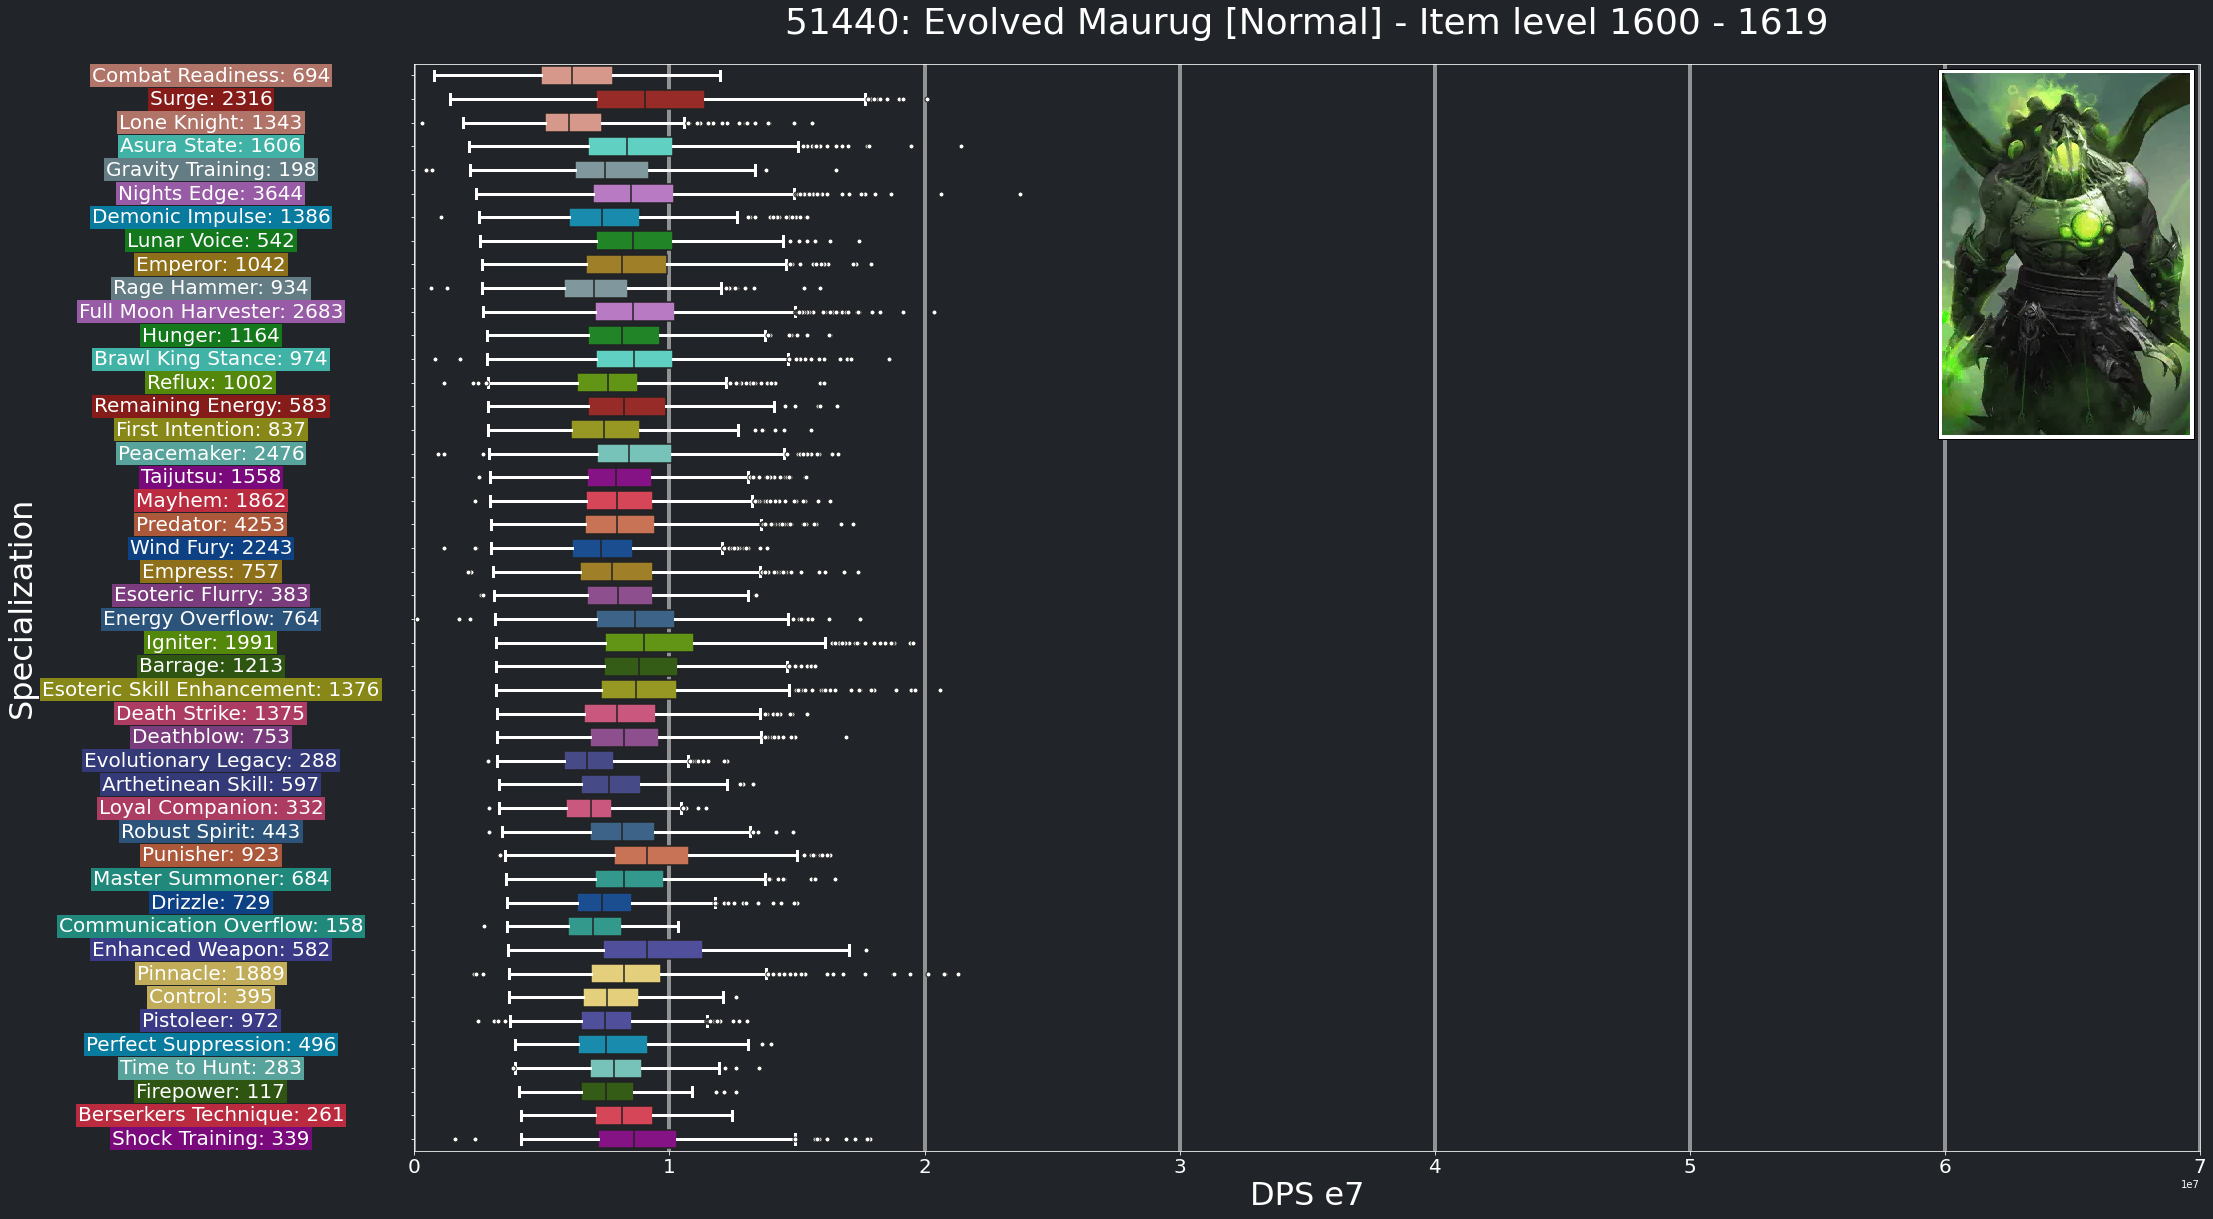 51440: Evolved Maurug [Normal] - Item level 1600 - 1619
Combat Readiness: 694
Surge: 2316
Lone Knight: 1343
Asura State: 1606
Gravity Training: 198
Nights Edge: 3644
Demonic Impulse: 1386
Lunar Voice: 542
Emperor: 1042
Rage Hammer: 934
Full Moon Harvester: 2683
Hunger: 1164
Brawl King Stance: 974
Reflux: 1002
Remaining Energy: 583
First Intention: 837
Peacemaker: 2476
Taijutsu: 1558
Mayhem: 1862
Predator: 4253
Wind Fury: 2243
Empress: 757
Esoteric Flurry: 383
Energy Overflow: 764
Igniter: 1991
Barrage: 1213
Esoteric Skill Enhancement: 1376
Death Strike: 1375
Deathblow: 753
Evolutionary Legacy: 288
Arthetinean Skill: 597
Loyal Companion: 332
Robust Spirit: 443
Punisher: 923
Master Summoner: 684
Drizzle: 729
Communication Overflow: 158
Enhanced Weapon: 582
Pinnacle: 1889
Control: 395
Pistoleer: 972
Perfect Suppression: 496
Time to Hunt: 283
Firepower: 117
Berserkers Technique: 261
Shock Training: 339
Specialization
0 1 2 3 4 5 6 7
1e7
DPS e7